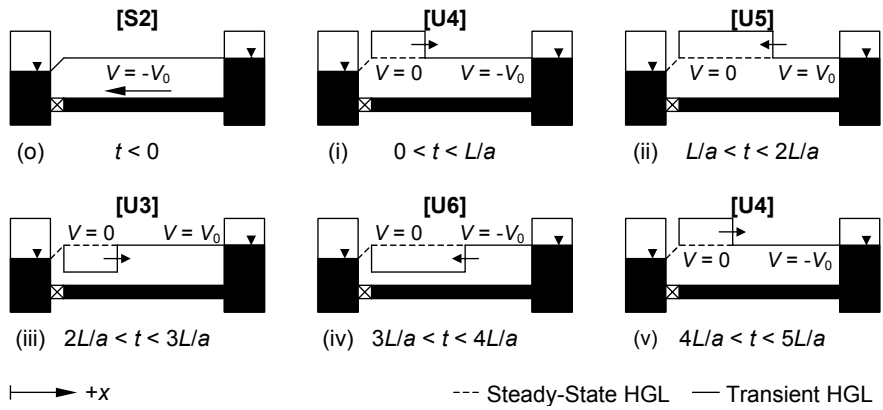 [S2] [U4] [U5]
V = -V0
V = 0 V = -V0
V = 0 V = V0
(o) t < 0 (i) 0 < t < L/a (ii) L/a < t < 2L/a
[U3] [U6] [U4]
V = 0 V = V0
V = 0 V = -V0
V = 0 V = -V0
(iii) 2L/a < t < 3L/a (iv) 3L/a < t < 4L/a (v) 4L/a < t < 5L/a
+x Steady-State HGL Transient HGL